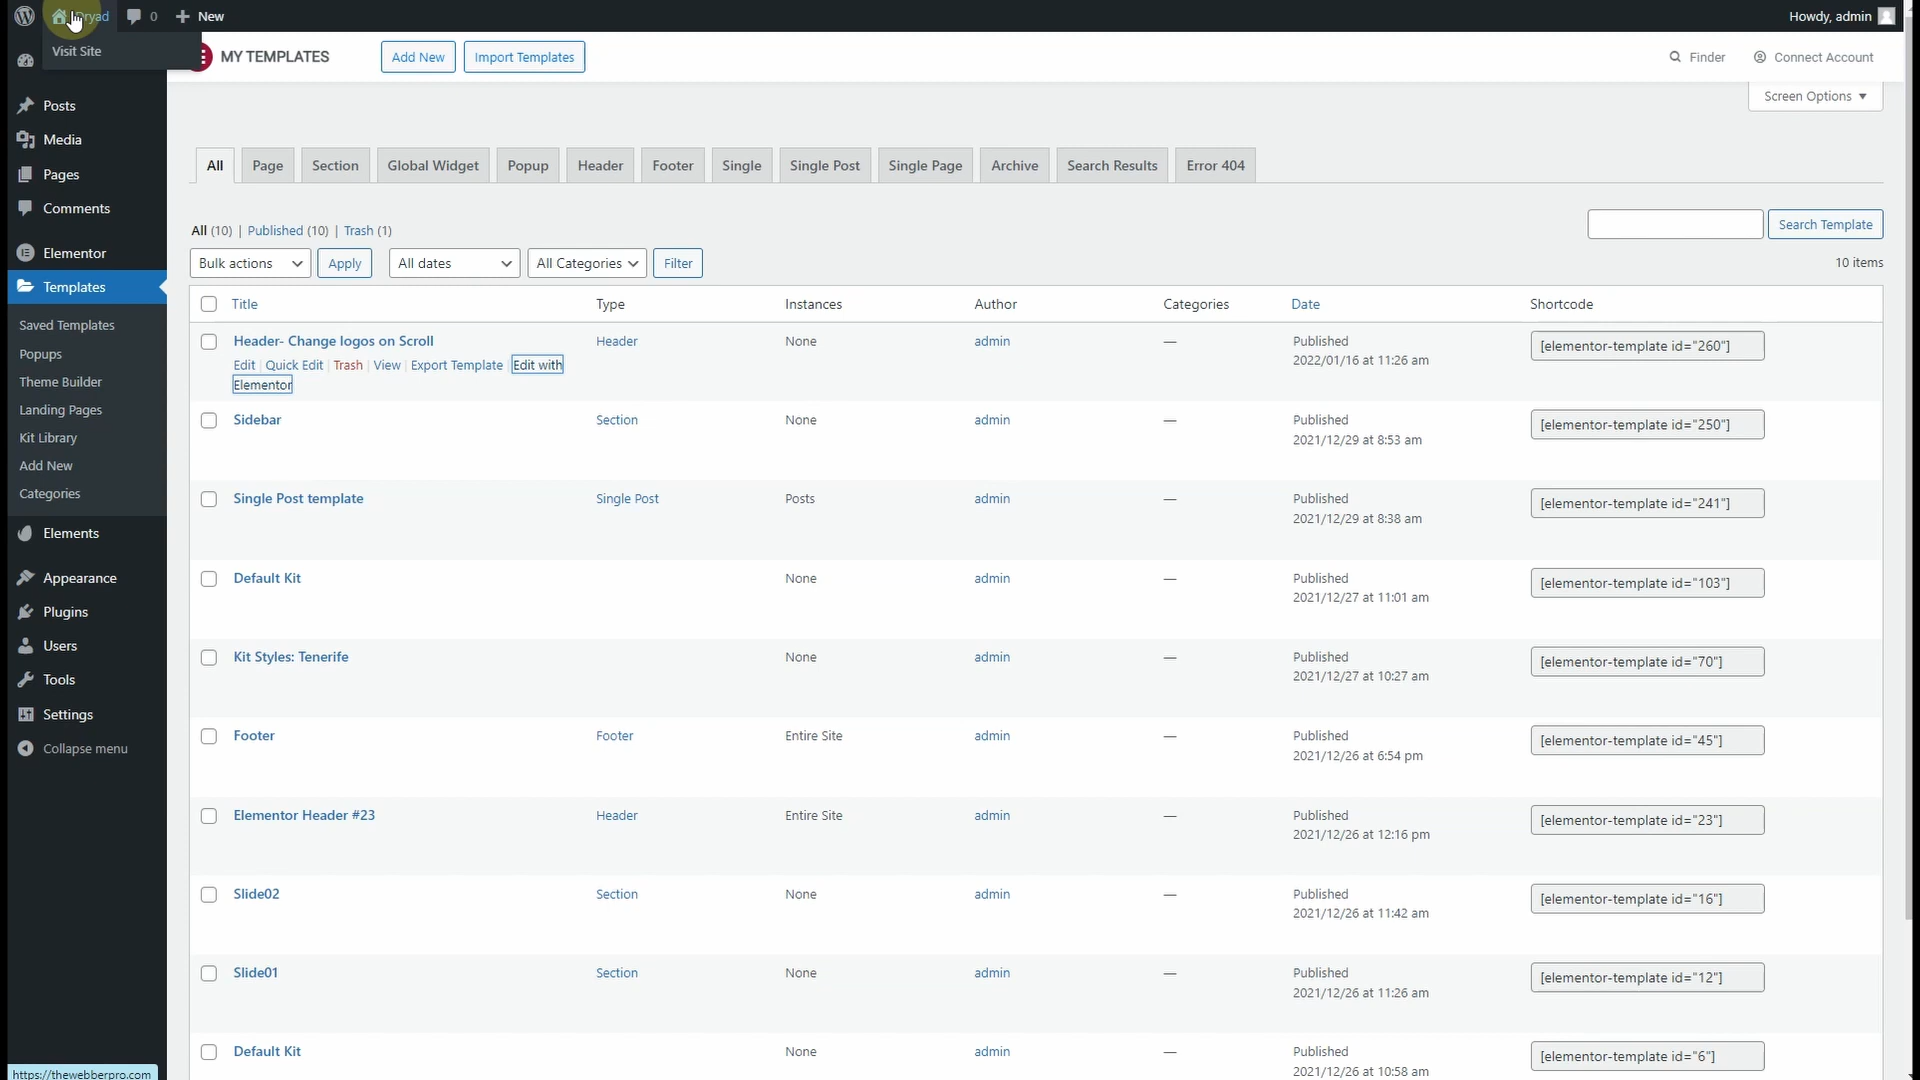 Dryad 0 New Howdy, admin
Visit Site
MY TEMPLATES Add New Import Templates Finder Connect Account
Screen Options
Posts
Media
Pages
Comments
Elementor
Templates
Saved Templates
Popups
Theme Builder
Landing Pages
Kit Library
Add New
Categories
Elements
Appearance
Plugins
Users
Tools
Settings
Collapse menu
All Page Section Global Widget Popup Header Footer Single Single Post Single Page Archive Search Results Error 404
All (10) | Published (10) | Trash (1) Search Template
Bulk actions Apply All dates All Categories Filter 10 items
Title Type Instances Author Categories Date Shortcode
Header- Change logos on Scroll Header None admin — Published [elementor-template id="260"]
Edit | Quick Edit | Trash | View | Export Template | Edit with 2022/01/16 at 11:26 am
Elementor
Sidebar Section None admin — Published [elementor-template id="250"]
2021/12/29 at 8:53 am
Single Post template Single Post Posts admin — Published [elementor-template id="241"]
2021/12/29 at 8:38 am
Default Kit None admin — Published [elementor-template id="103"]
2021/12/27 at 11:01 am
Kit Styles: Tenerife None admin — Published [elementor-template id="70"]
2021/12/27 at 10:27 am
Footer Footer Entire Site admin — Published [elementor-template id="45"]
2021/12/26 at 6:54 pm
Elementor Header #23 Header Entire Site admin — Published [elementor-template id="23"]
2021/12/26 at 12:16 pm
Slide02 Section None admin — Published [elementor-template id="16"]
2021/12/26 at 11:42 am
Slide01 Section None admin — Published [elementor-template id="12"]
2021/12/26 at 11:26 am
Default Kit None admin — Published [elementor-template id="6"]
2021/12/26 at 10:58 am
https://thewebberpro.com